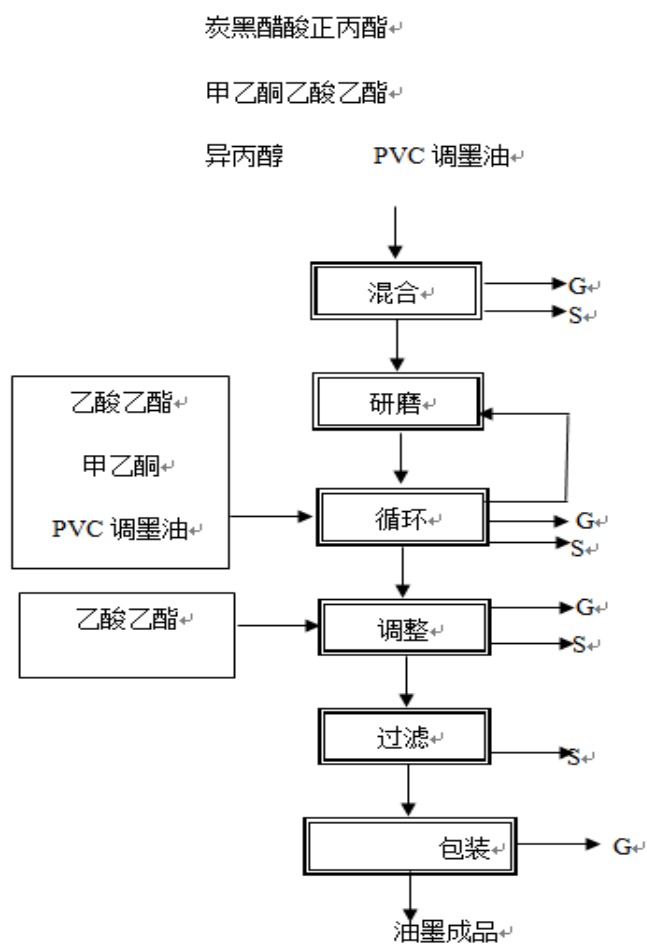 炭黑醋酸正丙酯↵
甲乙酮乙酸乙酯↵
异丙醇 PVC 调墨油↵
混合↵
G↵
S↵
研磨↵
乙酸乙酯↵
甲乙酮↵
PVC 调墨油↵
循环↵
G↵
S↵
乙酸乙酯↵
调整↵
G↵
S↵
过滤↵
S↵
包装↵
G↵
油墨成品↵